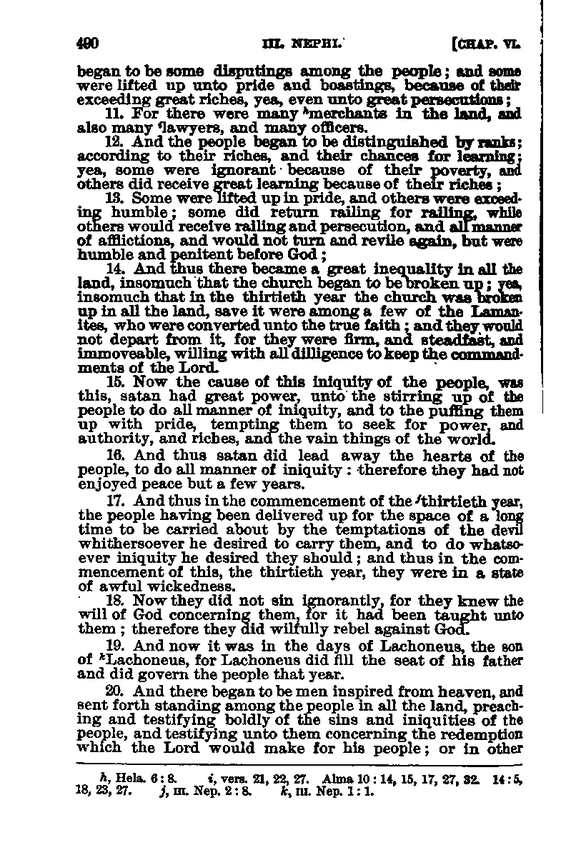 490 III. NEPHI. [CHAP. VI.
began to be some disputings among the people; and some
were lifted up unto pride and boastings, because of their
exceeding great riches, yea, even unto great persecutions;
11. For there were many hmerchants in the land, and
also many ilawyers, and many officers.
12. And the people began to be distinguished by ranks;
according to their riches, and their chances for learning;
yea, some were ignorant because of their poverty, and
others did receive great learning because of their riches;
13. Some were lifted up in pride, and others were exceed-
ing humble; some did return railing for railing, while
others would receive railing and persecution, and all manner
of afflictions, and would not turn and revile again, but were
humble and penitent before God;
14. And thus there became a great inequality in all the
land, insomuch that the church began to be broken up; yea,
insomuch that in the thirtieth year the church was broken
up in all the land, save it were among a few of the Laman-
ites, who were converted unto the true faith; and they would
not depart from it, for they were firm, and steadfast, and
immoveable, willing with all dilligence to keep the command-
ments of the Lord.
15. Now the cause of this iniquity of the people, was
this, satan had great power, unto the stirring up of the
people to do all manner of iniquity, and to the puffing them
up with pride, tempting them to seek for power, and
authority, and riches, and the vain things of the world.
16. And thus satan did lead away the hearts of the
people, to do all manner of iniquity: therefore they had not
enjoyed peace but a few years.
17. And thus in the commencement of the jthirtieth year,
the people having been delivered up for the space of a long
time to be carried about by the temptations of the devil
whithersoever he desired to carry them, and to do whatso-
ever iniquity he desired they should; and thus in the com-
mencement of this, the thirtieth year, they were in a state
of awful wickedness.
18. Now they did not sin ignorantly, for they knew the
will of God concerning them, for it had been taught unto
them; therefore they did wilfully rebel against God.
19. And now it was in the days of Lachoneus, the son
of kLachoneus, for Lachoneus did fill the seat of his father
and did govern the people that year.
20. And there began to be men inspired from heaven, and
sent forth standing among the people in all the land, preach-
ing and testifying boldly of the sins and iniquities of the
people, and testifying unto them concerning the redemption
which the Lord would make for his people; or in other
h, Hela. 6:8. i, vers. 21, 22, 27. Alma 10:14, 15, 17, 27, 32. 14:5,
18, 23, 27. j, III. Nep. 2:8. k, III. Nep. 1:1.